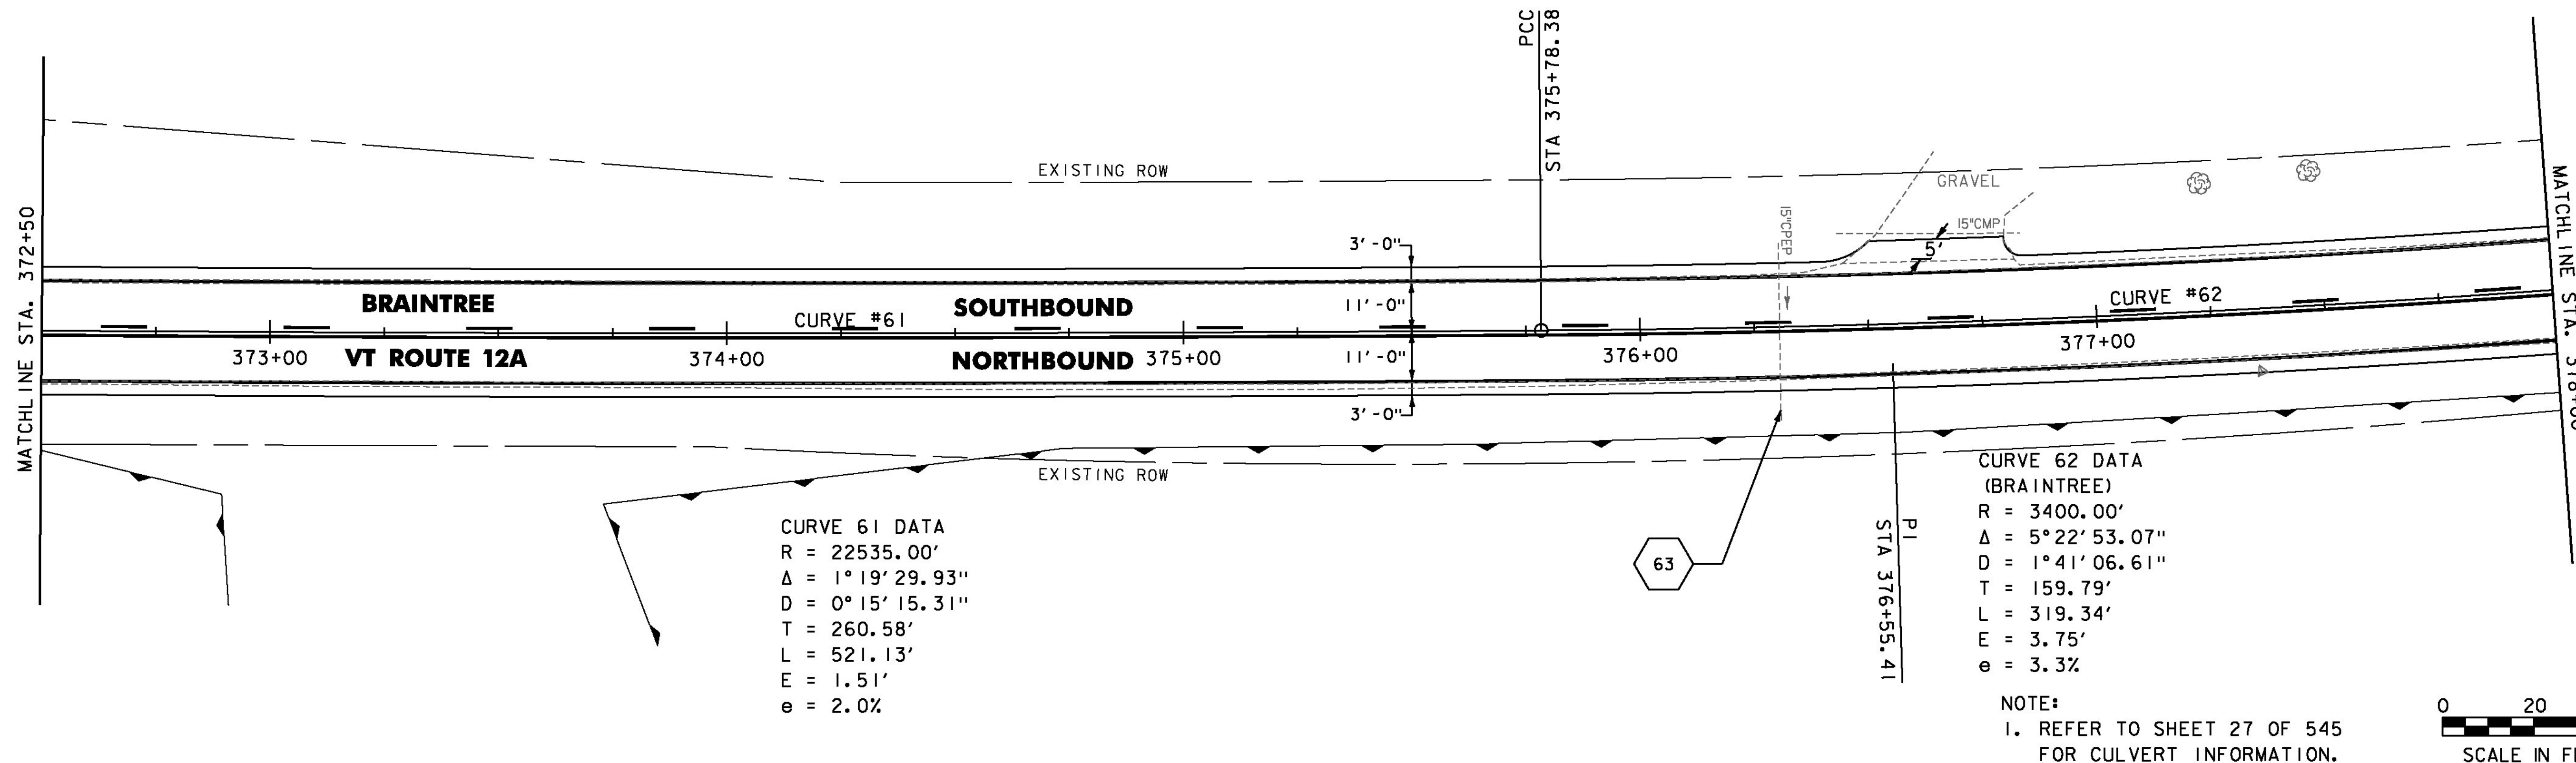 PCC
STA 375+78.38
MATCHLINE STA. 372+50
EXISTING ROW
GRAVEL
15"CPEP
15"CMP
5'
3'-0"
11'-0"
BRAINTREE
SOUTHBOUND
CURVE #61
CURVE #62
373+00
VT ROUTE 12A
374+00
NORTHBOUND
375+00
11'-0"
376+00
377+00
3'-0"
MATCHLINE STA. 378+00
EXISTING ROW
63
PI
STA 376+55.41
CURVE 61 DATA
R = 22535.00'
Δ = 1°19'29.93"
D = 0°15'15.31"
T = 260.58'
L = 521.13'
E = 1.51'
e = 2.0%
CURVE 62 DATA
(BRAINTREE)
R = 3400.00'
Δ = 5°22'53.07"
D = 1°41'06.61"
T = 159.79'
L = 319.34'
E = 3.75'
e = 3.3%
NOTE:
1. REFER TO SHEET 27 OF 545
FOR CULVERT INFORMATION.
0 20
SCALE IN